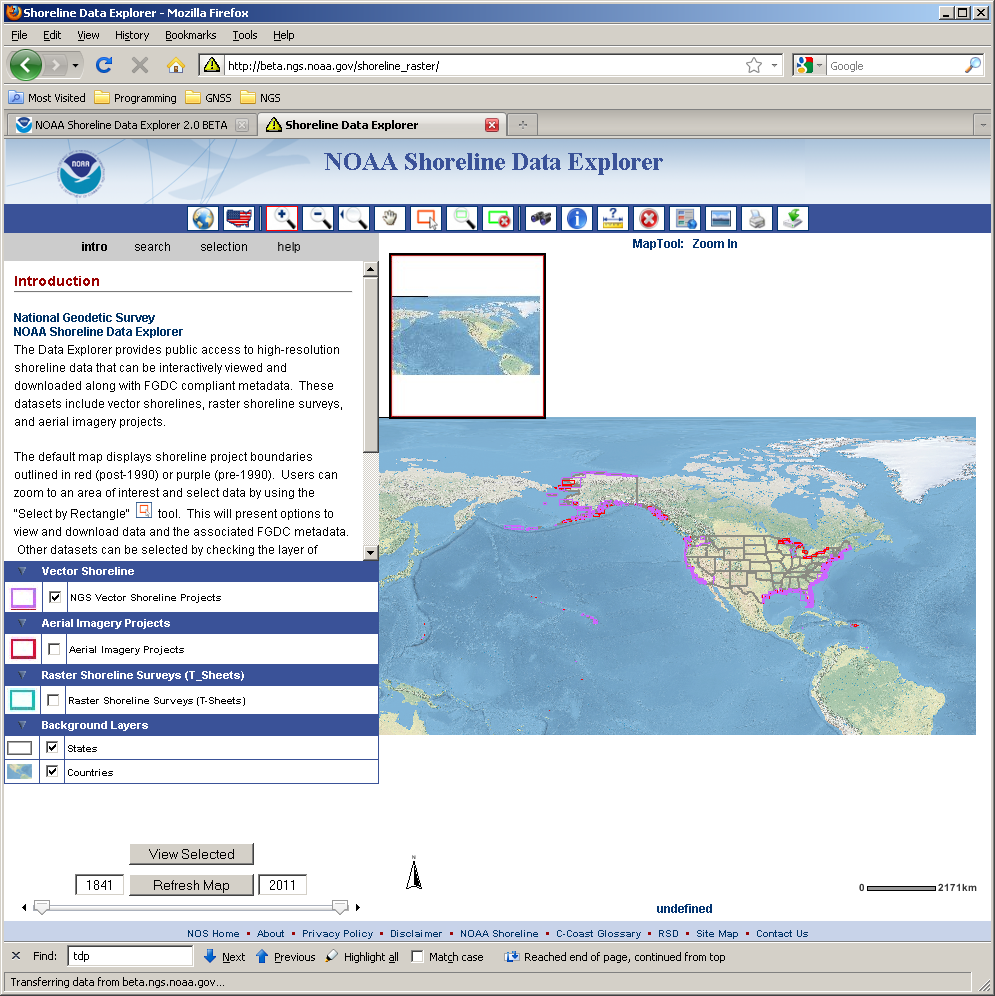 Shoreline Data Explorer - Mozilla Firefox
File Edit View History Bookmarks Tools Help
http://beta.ngs.noaa.gov/shoreline_raster/
Google
Most Visited Programming GNSS NGS
NOAA Shoreline Data Explorer 2.0 BETA
Shoreline Data Explorer
NOAA
NOAA Shoreline Data Explorer
intro search selection help
MapTool: Zoom In
Introduction
National Geodetic Survey
NOAA Shoreline Data Explorer
The Data Explorer provides public access to high-resolution
shoreline data that can be interactively viewed and
downloaded along with FGDC compliant metadata. These
datasets include vector shorelines, raster shoreline surveys,
and aerial imagery projects.
The default map displays shoreline project boundaries
outlined in red (post-1990) or purple (pre-1990). Users can
zoom to an area of interest and select data by using the
"Select by Rectangle" tool. This will present options to
view and download data and the associated FGDC metadata.
Other datasets can be selected by checking the layer of
Vector Shoreline
NGS Vector Shoreline Projects
Aerial Imagery Projects
Aerial Imagery Projects
Raster Shoreline Surveys (T_Sheets)
Raster Shoreline Surveys (T-Sheets)
Background Layers
States
Countries
View Selected
1841 Refresh Map 2011
N
0 2171km
undefined
NOS Home • About • Privacy Policy • Disclaimer • NOAA Shoreline • C-Coast Glossary • RSD • Site Map • Contact Us
Find: tdp Next Previous Highlight all Match case Reached end of page, continued from top
Transferring data from beta.ngs.noaa.gov...